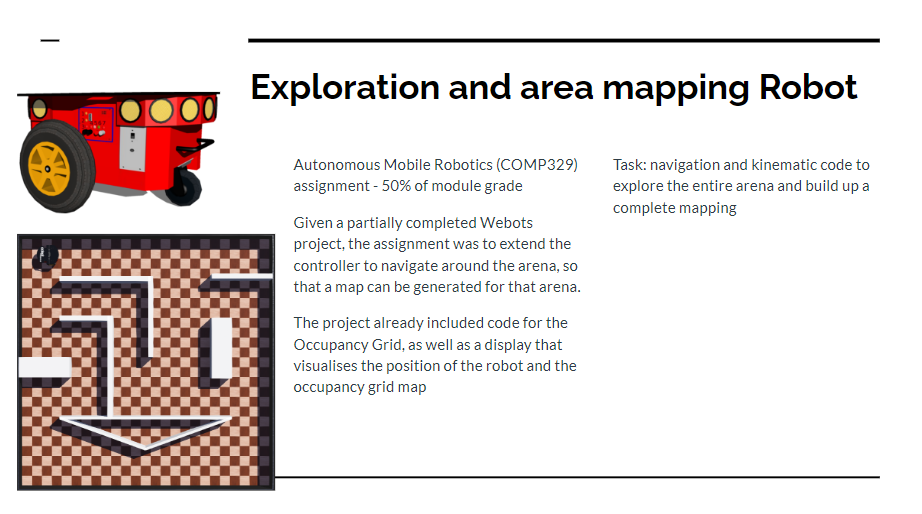 Exploration and area mapping Robot
Autonomous Mobile Robotics (COMP329)
assignment - 50% of module grade
Given a partially completed Webots
project, the assignment was to extend the
controller to navigate around the arena, so
that a map can be generated for that arena.
The project already included code for the
Occupancy Grid, as well as a display that
visualises the position of the robot and the
occupancy grid map
Task: navigation and kinematic code to
explore the entire arena and build up a
complete mapping